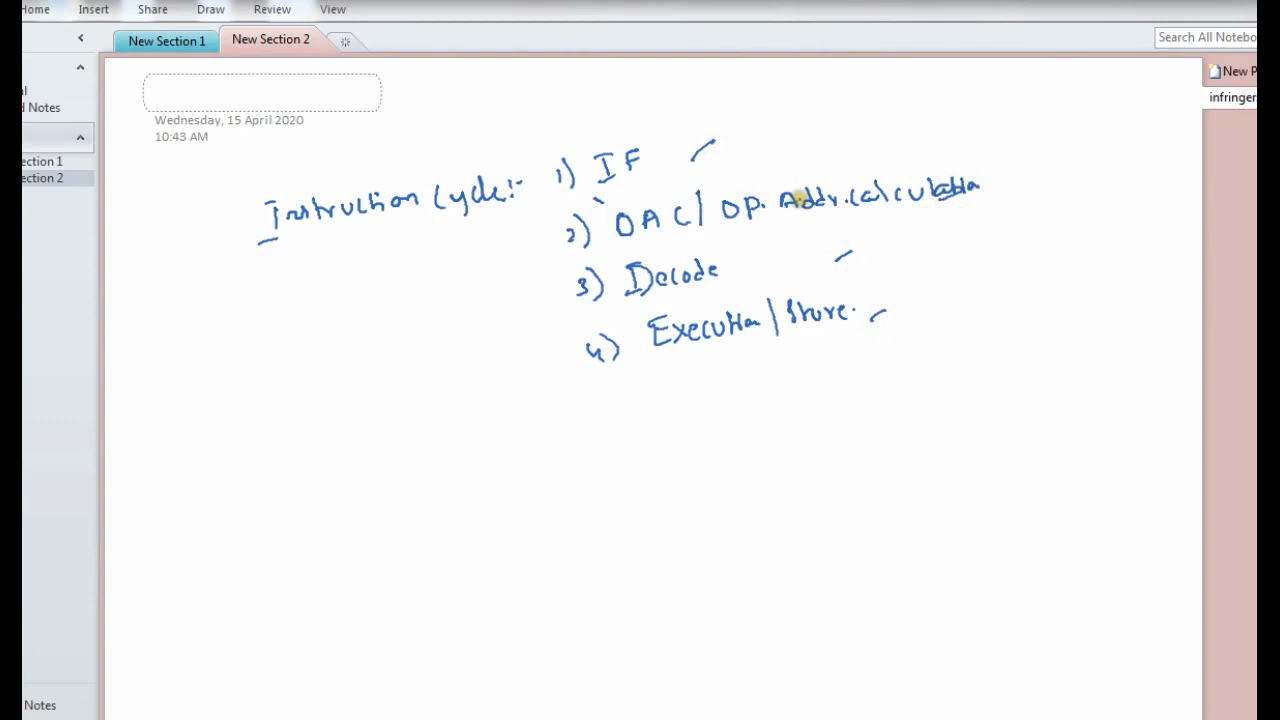 Home Insert Share Draw Review View
New Section 1 New Section 2
Search All Notebo
New P
infringer
d Notes
ection 1
ection 2
Notes
Wednesday, 15 April 2020
10:43 AM
Instruction Cycle:- 1) IF
2) OAC/ OP. Addr. Calculation
3) Decode
4) Execution / Store.